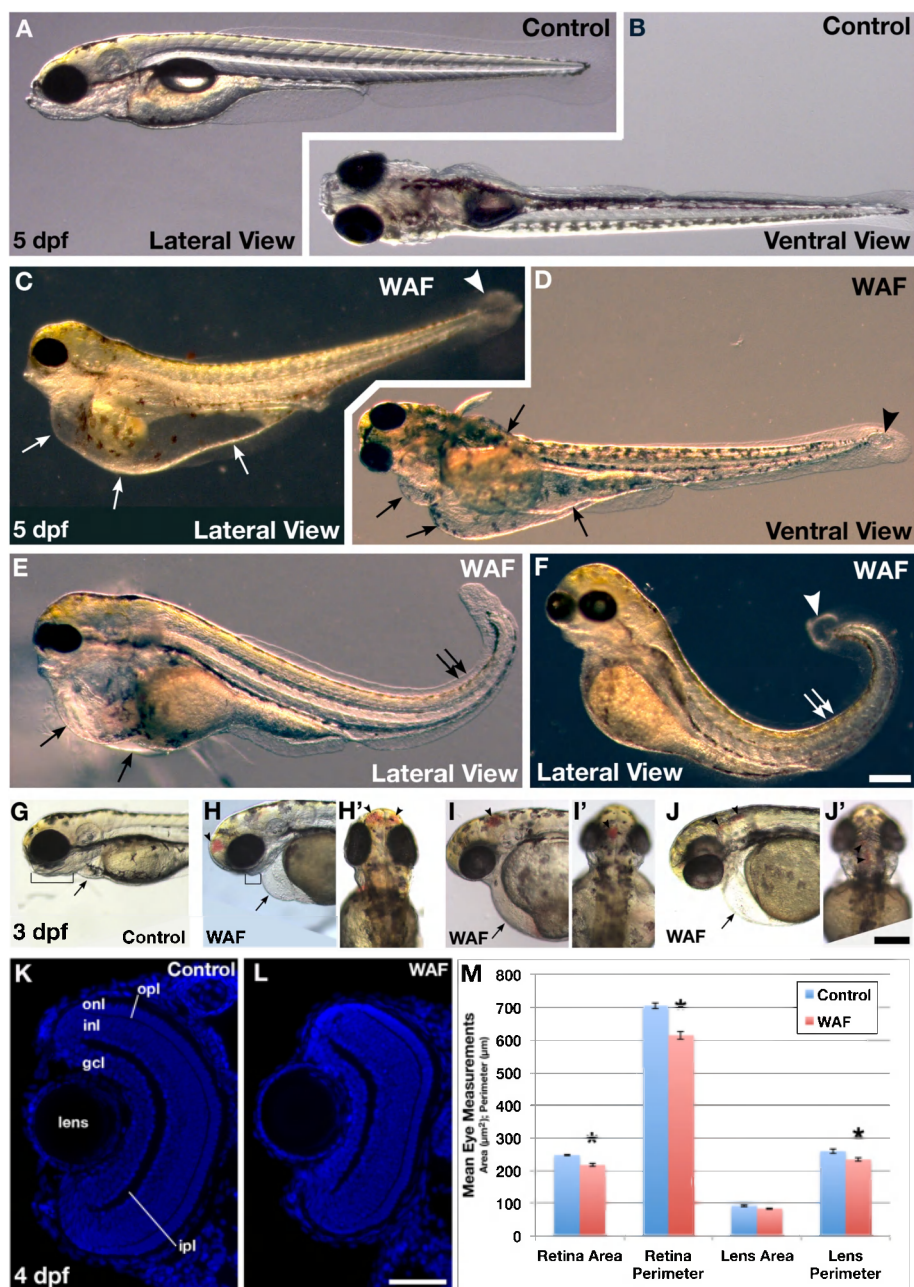 A
Control
B
Control
5 dpf
Lateral View
Ventral View
C
WAF
D
WAF
5 dpf
Lateral View
Ventral View
E
WAF
F
WAF
Lateral View
Lateral View
G
H
H'
I
I'
J
J'
3 dpf
Control
WAF
WAF
WAF
K
Control
L
WAF
M
opl
onl
inl
gcl
lens
ipl
4 dpf
800
700
600
500
400
300
200
100
0
Mean Eye Measurements
Area (µm²); Perimeter (µm)
Control
WAF
*
*
*
Retina Area
Retina Perimeter
Lens Area
Lens Perimeter